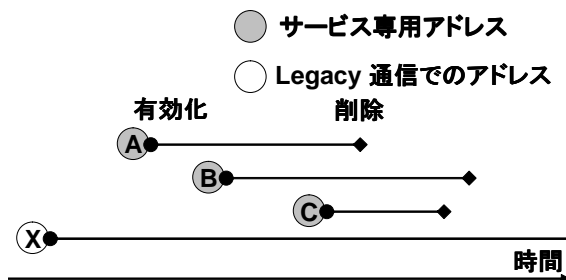 サービス専用アドレス
Legacy 通信でのアドレス
有効化 削除
A
B
C
X
時間